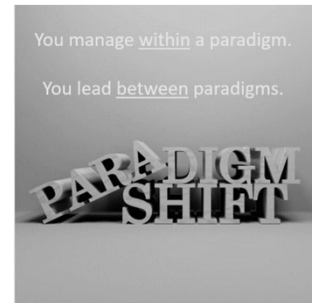 You manage within a paradigm.
You lead between paradigms.
PARADIGM
SHIFT